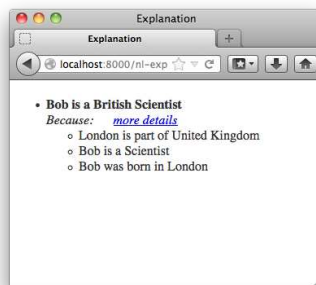 Explanation
Explanation
localhost:8000/nl-exp
Bob is a British Scientist
Because: more details
London is part of United Kingdom
Bob is a Scientist
Bob was born in London